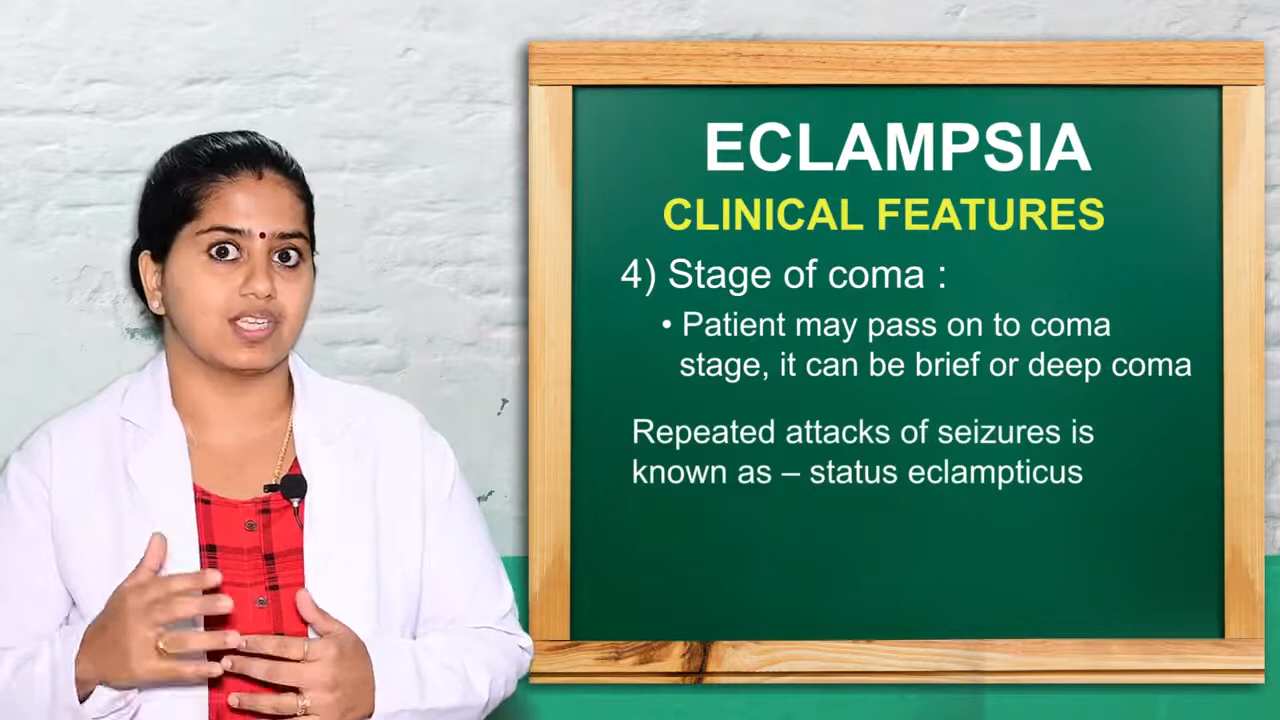 ECLAMPSIA
CLINICAL FEATURES
4) Stage of coma :
• Patient may pass on to coma
stage, it can be brief or deep coma
Repeated attacks of seizures is
known as – status eclampticus